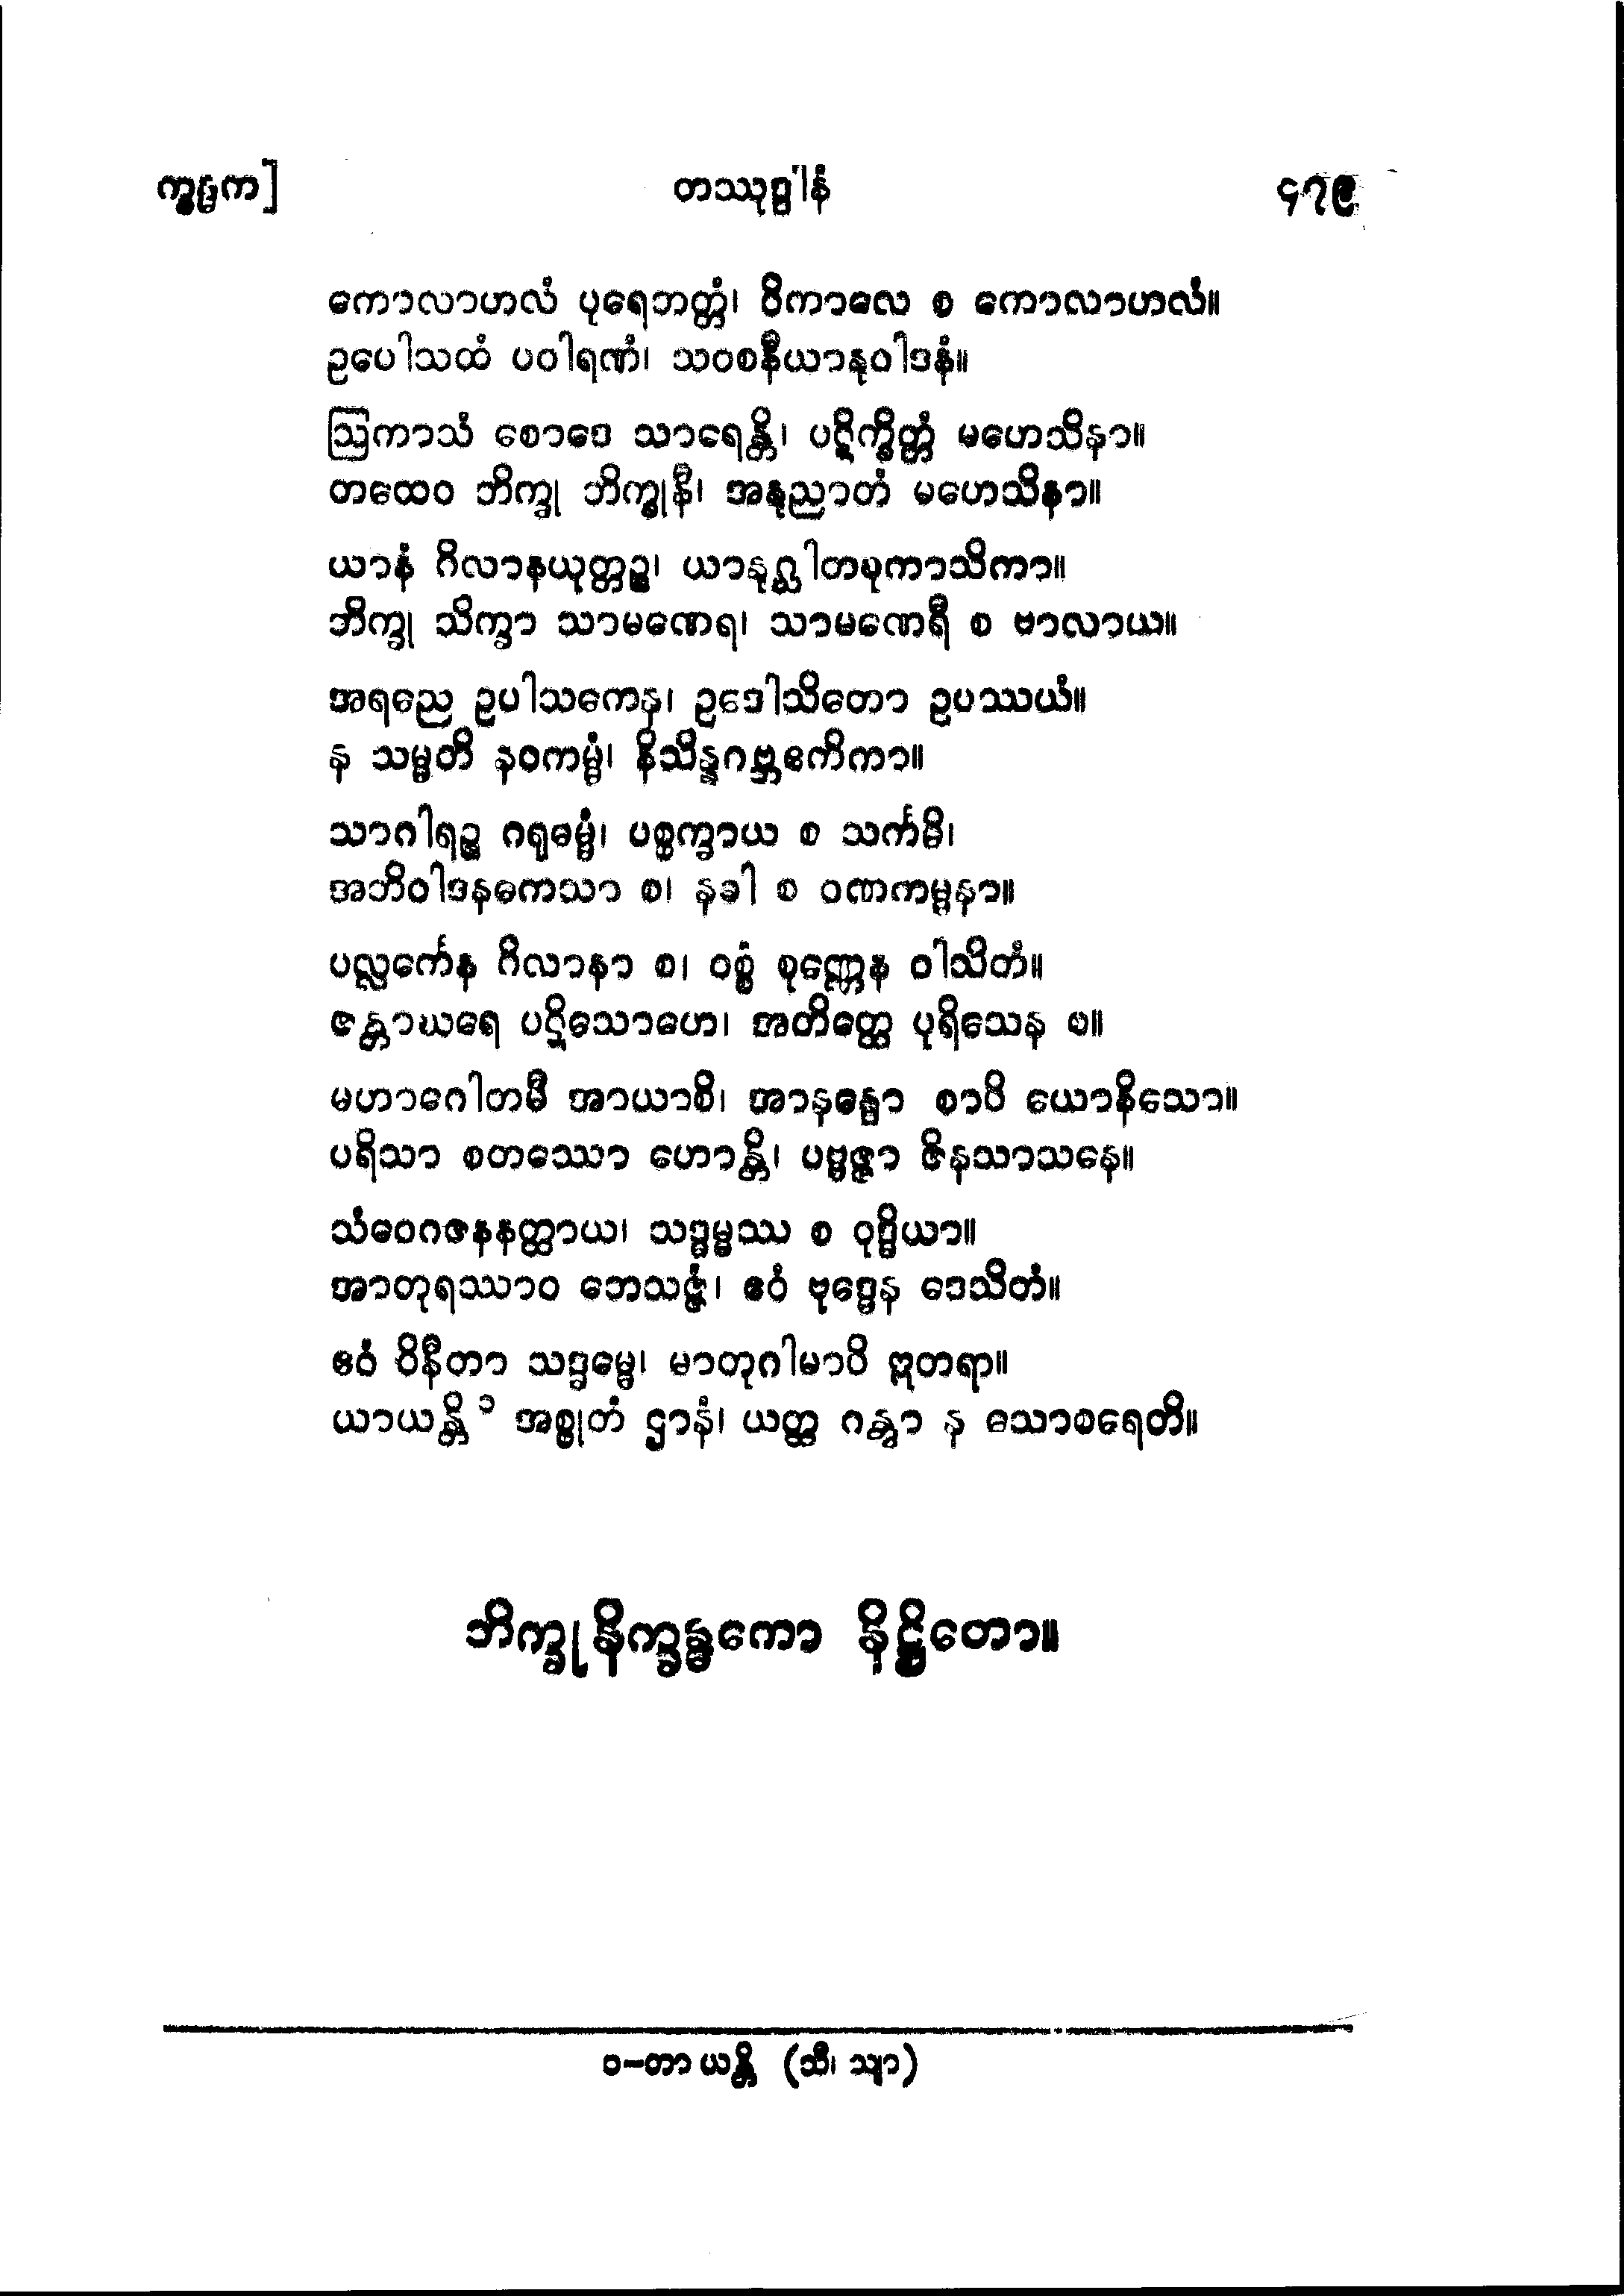 က္ခန္ဓက] တဿုဒ္ဒါနံ ၄၇၉
ကောလာဟလံ ပုရေဘတ္တံ၊ ဝိကာလေ စ ကောလာဟလံ။
ဥပေါသထံ ပဝါရဏံ၊ သဝစနီယာနုဝါဒနံ။
ဩကာသံ စောဒေ သာရေန္တိ၊ ပဋိက္ခိတ္တံ မဟေသိနာ။
တထေဝ ဘိက္ခု ဘိက္ခုနီ၊ အနုညာတံ မဟေသိနာ။
ယာနံ ဂိလာနယုတ္တဉ္စ၊ ယာနုဂ္ဃါတဍ္ဎကာသိကာ။
ဘိက္ခု သိက္ခာ သာမဏေရ၊ သာမဏေရီ စ ဗာလာယ။
အရညေ ဥပါသကေန၊ ဥဒေါသိတော ဥပဿယံ။
န သမ္မတိ နဝကမ္မံ၊ နိသိန္နဂဗ္ဘဧကိကာ။
သာဂါရဉ္စ ဂရုဓမ္မံ၊ ပစ္စက္ခာယ စ သင်္ကမိ၊
အဘိဝါဒနကေသာ စ၊ နခါ စ ဝဏကမ္မနာ။
ပလ္လင်္ကေန ဂိလာနာ စ၊ ဝစ္စံ စုဏ္ဏေန ဝါသိတံ။
ဇန္တာဃရေ ပဋိသောဟေ၊ အတိတ္ထေ ပုရိသေန စ။
မဟာဂေါတမီ အာယာစိ၊ အာနန္ဒော စာပိ ယောနိသော။
ပရိသာ စတဿော ဟောန္တိ၊ ပဗ္ဗဇ္ဇာ ဇိနသာသနေ။
သံဝေဂဇနနတ္ထာယ၊ သဒ္ဓမ္မဿ စ ဝုဒ္ဓိယာ။
အာတုရဿာဝ ဘေသဇ္ဇံ၊ ဧဝံ ဗုဒ္ဓေန ဒေသိတံ။
ဧဝံ ဝိနီတာ သဒ္ဓမ္မေ၊ မာတုဂါမာပိ ဣတရာ။
ယာယန္တိ ၁ အစ္စုတံ ဌာနံ၊ ယတ္ထ ဂန္တွာ န သောစရေတိ။
ဘိက္ခုနိက္ခန္ဓကော နိဋ္ဌိတော။
၁-တာ ယန္တိ (သီ၊ သျာ)